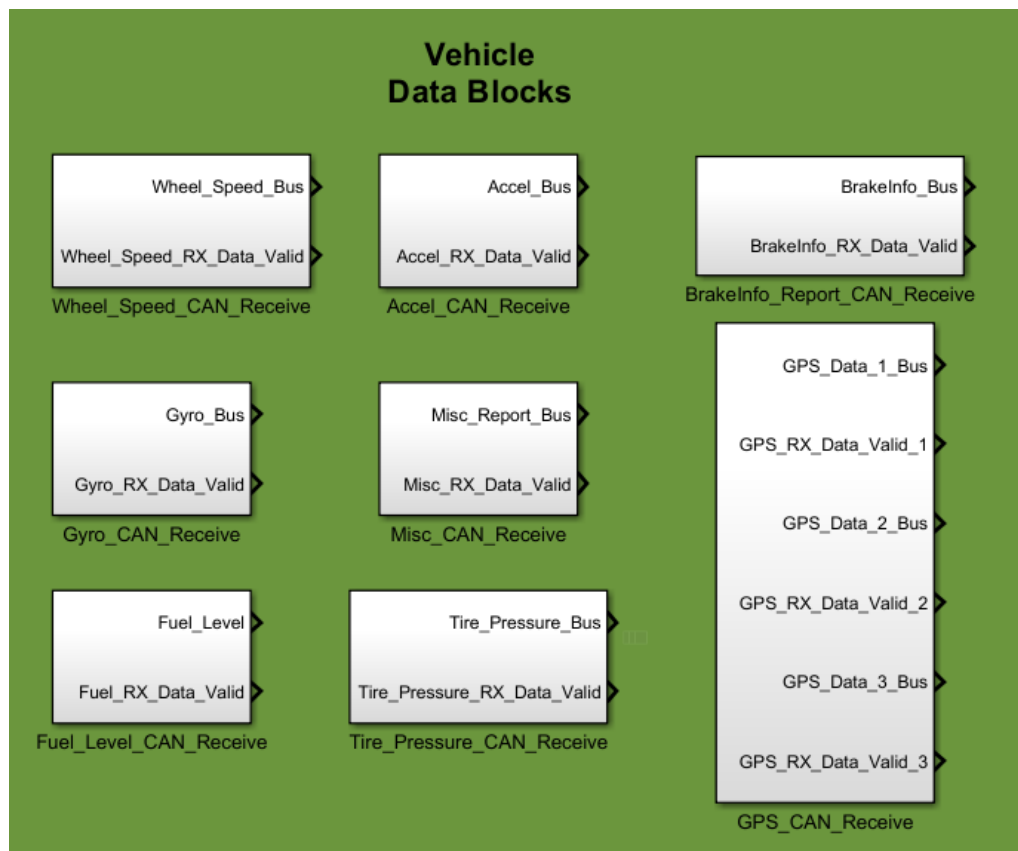 Vehicle
Data Blocks
Wheel_Speed_Bus
Wheel_Speed_RX_Data_Valid
Wheel_Speed_CAN_Receive
Accel_Bus
Accel_RX_Data_Valid
Accel_CAN_Receive
BrakeInfo_Bus
BrakeInfo_RX_Data_Valid
BrakeInfo_Report_CAN_Receive
Gyro_Bus
Gyro_RX_Data_Valid
Gyro_CAN_Receive
Misc_Report_Bus
Misc_RX_Data_Valid
Misc_CAN_Receive
GPS_Data_1_Bus
GPS_RX_Data_Valid_1
GPS_Data_2_Bus
GPS_RX_Data_Valid_2
GPS_Data_3_Bus
GPS_RX_Data_Valid_3
GPS_CAN_Receive
Fuel_Level
Fuel_RX_Data_Valid
Fuel_Level_CAN_Receive
Tire_Pressure_Bus
Tire_Pressure_RX_Data_Valid
Tire_Pressure_CAN_Receive